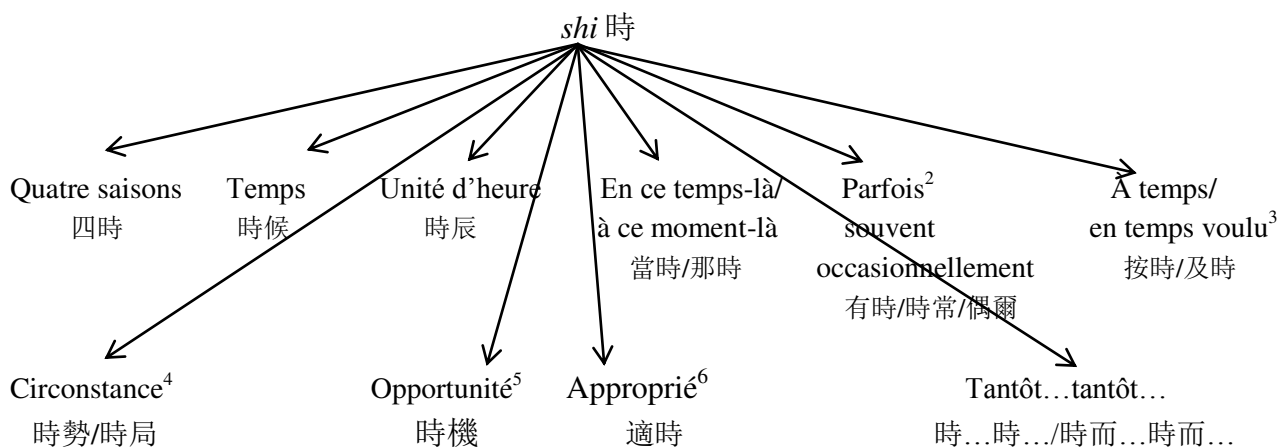 shi 時
Quatre saisons
四時
Temps
時候
Unité d’heure
時辰
En ce temps-là/
à ce moment-là
當時/那時
Parfois2
souvent
occasionnellement
有時/時常/偶爾
À temps/
en temps voulu3
按時/及時
Circonstance4
時勢/時局
Opportunité5
時機
Approprié6
適時
Tantôt…tantôt…
時…時…/時而…時而…